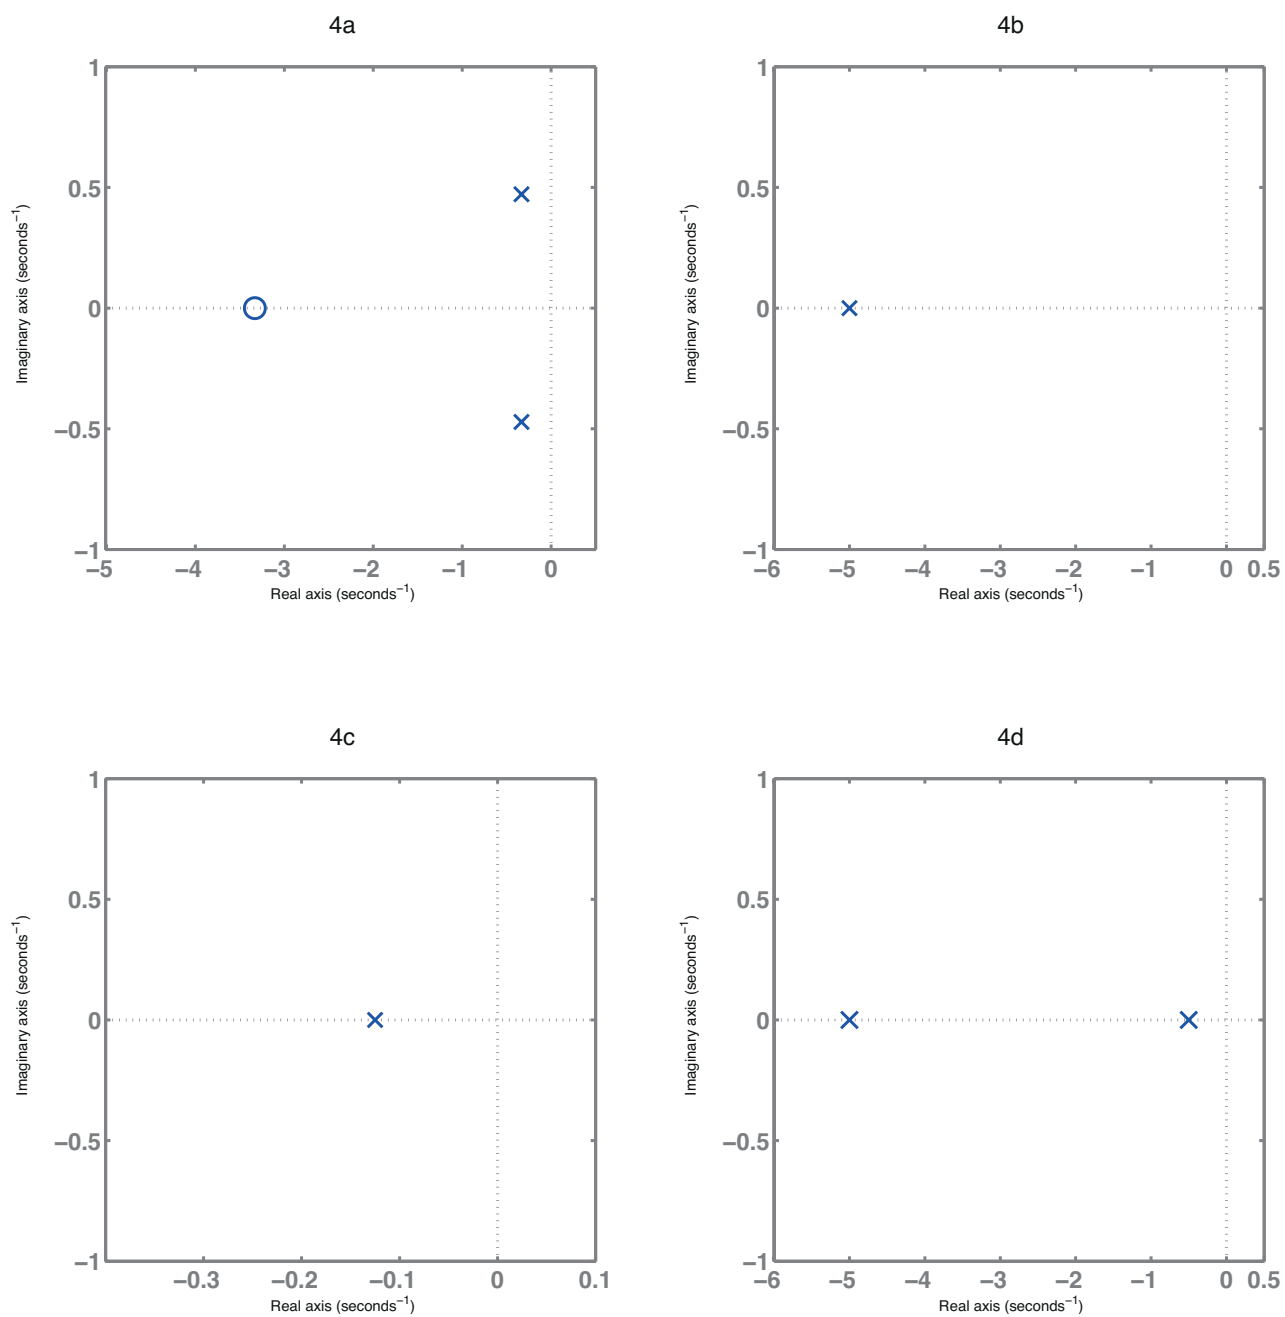 4a
1
0.5
0
−0.5
−1
−5 −4 −3 −2 −1 0
Real axis (seconds⁻¹)
Imaginary axis (seconds⁻¹)
4b
1
0.5
0
−0.5
−1
−6 −5 −4 −3 −2 −1 0 0.5
Real axis (seconds⁻¹)
Imaginary axis (seconds⁻¹)
4c
1
0.5
0
−0.5
−1
−0.3 −0.2 −0.1 0 0.1
Real axis (seconds⁻¹)
Imaginary axis (seconds⁻¹)
4d
1
0.5
0
−0.5
−1
−6 −5 −4 −3 −2 −1 0 0.5
Real axis (seconds⁻¹)
Imaginary axis (seconds⁻¹)